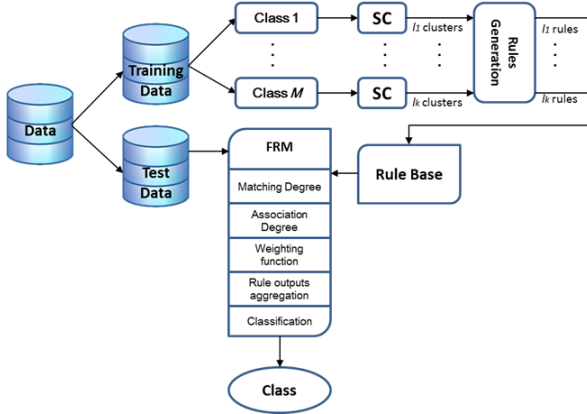 Class 1
SC
l1 clusters
Rules
Generation
l1 rules
Training
Data
Class M
SC
lk clusters
lk rules
Data
Test
Data
FRM
Matching Degree
Association
Degree
Weighting
function
Rule outputs
aggregation
Classification
Rule Base
Class